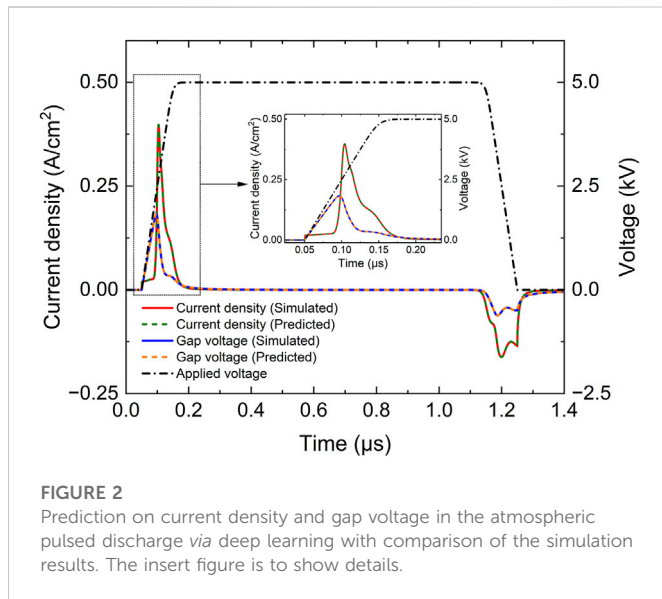 Current density (A/cm²)
0.50
0.25
0.00
−0.25
5.0
2.5
0.0
−2.5
Voltage (kV)
Current density (A/cm²)
0.50
0.25
0.00
5.0
2.5
0.0
Voltage (kV)
0.05 0.10 0.15 0.20
Time (µs)
Current density (Simulated)
Current density (Predicted)
Gap voltage (Simulated)
Gap voltage (Predicted)
Applied voltage
0.0 0.2 0.4 0.6 0.8 1.0 1.2 1.4
Time (µs)
FIGURE 2
Prediction on current density and gap voltage in the atmospheric
pulsed discharge via deep learning with comparison of the simulation
results. The insert figure is to show details.